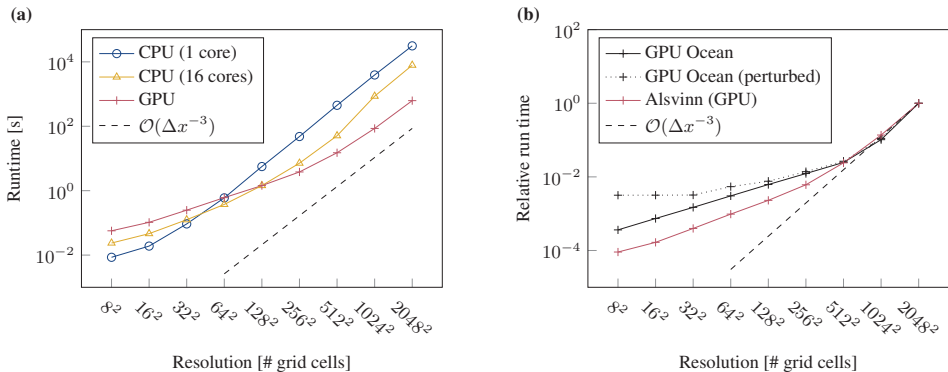 (a)
CPU (1 core)
CPU (16 cores)
GPU
𝒪(Δx⁻³)
Runtime [s]
10⁴
10²
10⁰
10⁻²
8² 16² 32² 64² 128² 256² 512² 1024² 2048²
Resolution [# grid cells]
(b)
GPU Ocean
GPU Ocean (perturbed)
Alsvinn (GPU)
𝒪(Δx⁻³)
Relative run time
10⁰
10⁻²
10⁻⁴
8² 16² 32² 64² 128² 256² 512² 1024² 2048²
Resolution [# grid cells]